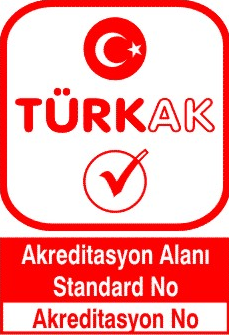 TÜRKAK
Akreditasyon Alanı
Standard No
Akreditasyon No